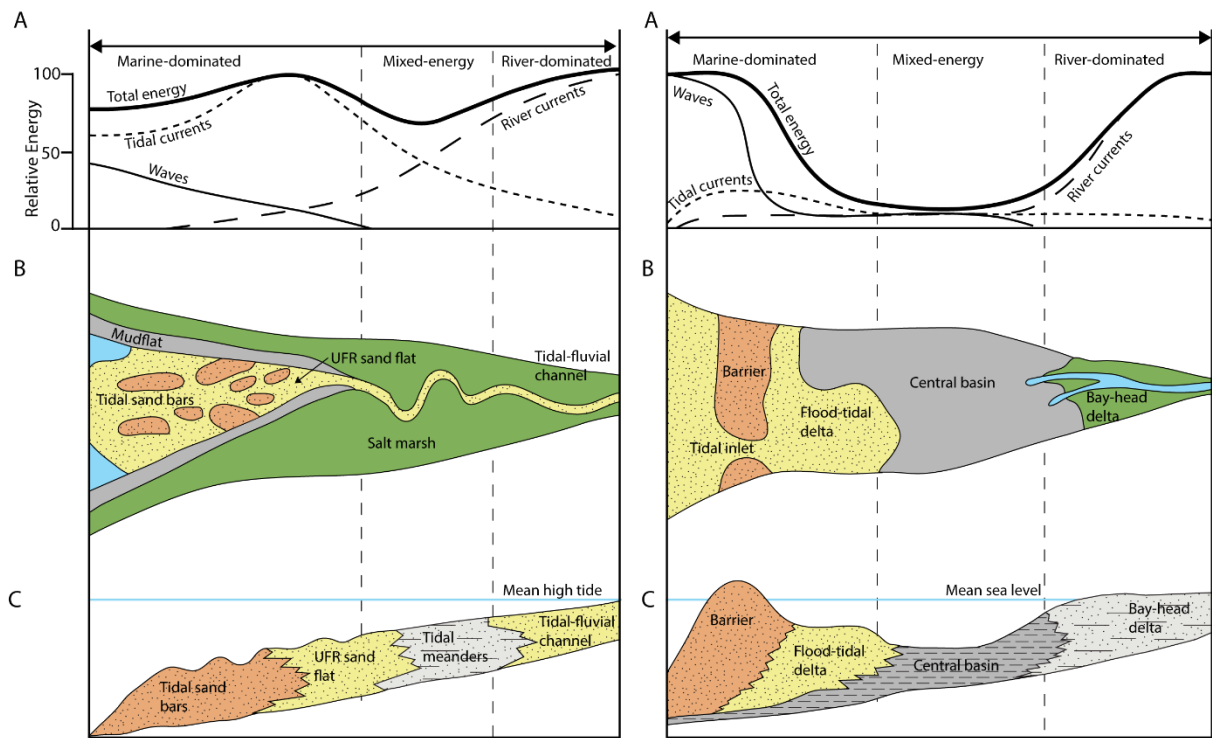 A
Marine-dominated
Mixed-energy
River-dominated
100
50
0
Relative Energy
Total energy
Tidal currents
Waves
River currents
B
Mudflat
UFR sand flat
Tidal-fluvial
channel
Tidal sand bars
Salt marsh
C
Mean high tide
Tidal sand
bars
UFR sand
flat
Tidal
meanders
Tidal-fluvial
channel
A
Marine-dominated
Mixed-energy
River-dominated
Waves
Total energy
Tidal currents
River currents
B
Barrier
Flood-tidal
delta
Tidal inlet
Central basin
Bay-head
delta
C
Mean sea level
Barrier
Flood-tidal
delta
Central basin
Bay-head
delta